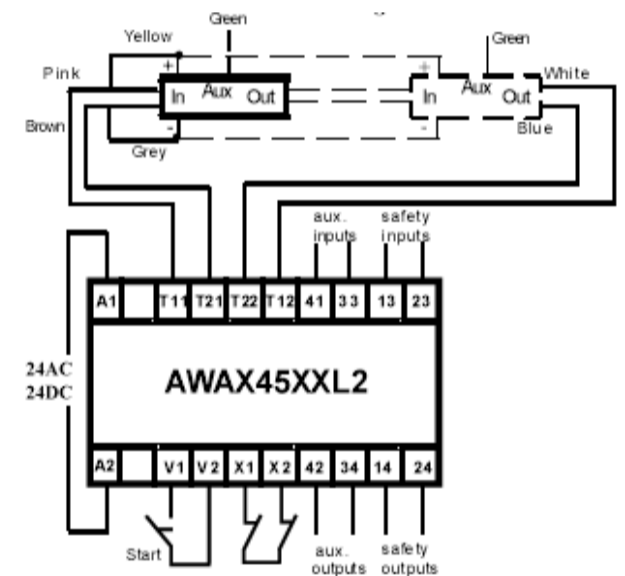 Green
Yellow
Green
Pink
+
In
Aux
Out
-
+
In
Aux
Out
-
White
Brown
Blue
Grey
aux.
inputs
safety
inputs
A1
T11
T21
T22
T12
41
33
13
23
24AC
24DC
AWAX45XXL2
A2
V1
V2
X1
X2
42
34
14
24
Start
aux.
outputs
safety
outputs